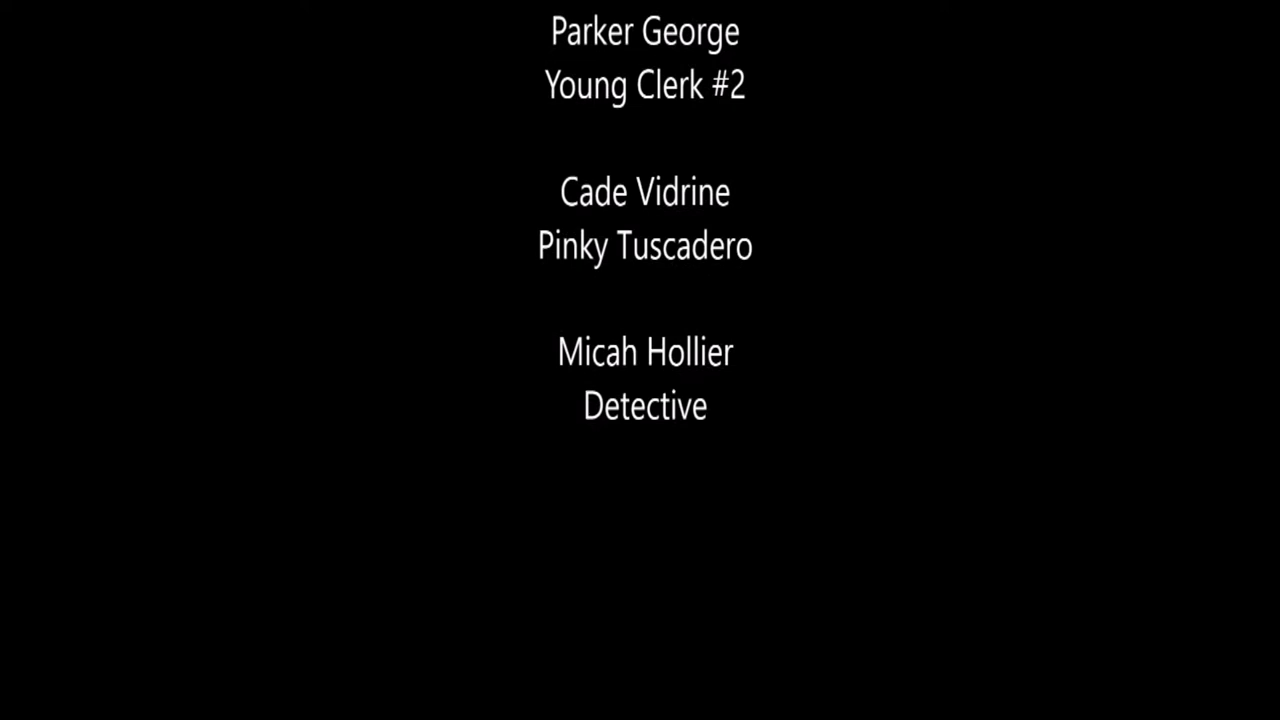 Parker George
Young Clerk #2
Cade Vidrine
Pinky Tuscadero
Micah Hollier
Detective